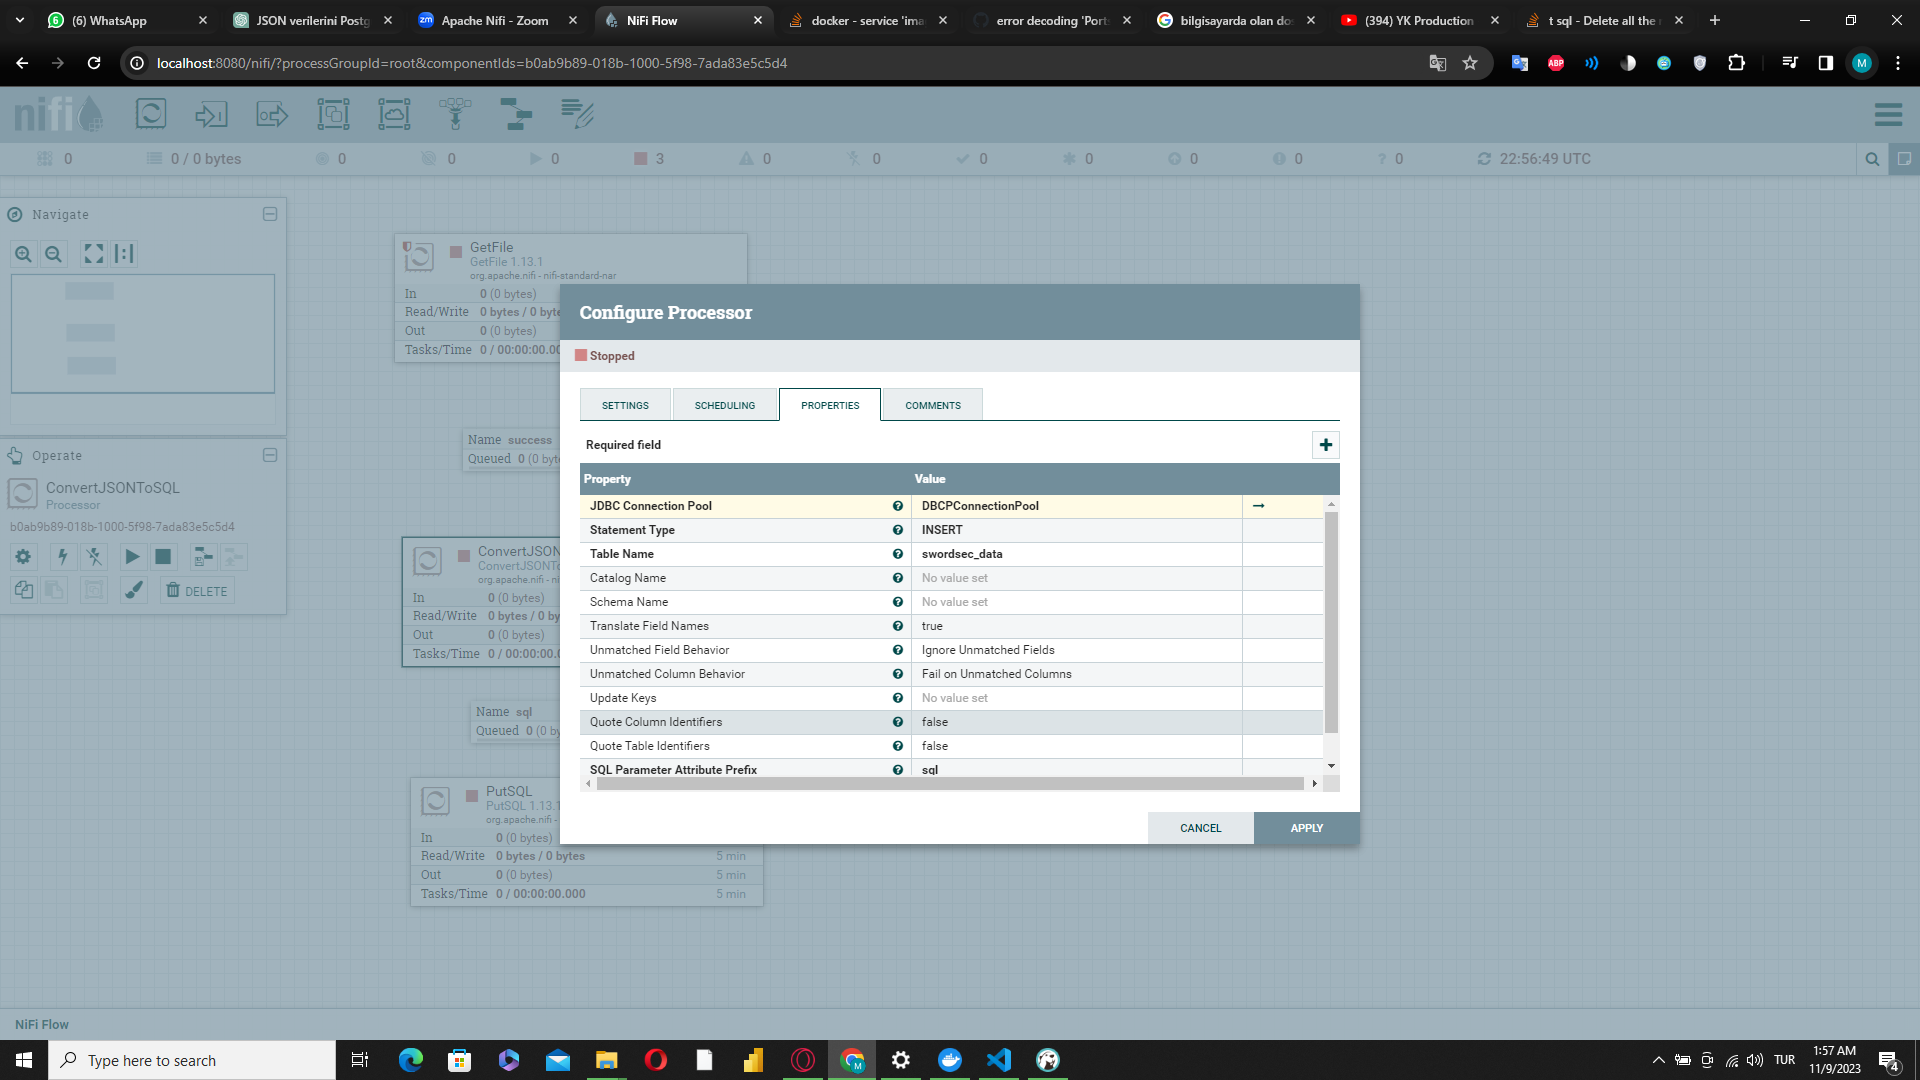 (6) WhatsApp
JSON verilerini Postg
Apache Nifi - Zoom
NiFi Flow
docker - service 'ima
error decoding 'Port
bilgisayarda olan do
(394) YK Production
t sql - Delete all the r
localhost:8080/nifi/?processGroupId=root&componentIds=b0ab9b89-018b-1000-5f98-7ada83e5c5d4
ABP
M
nifi
0
0 / 0 bytes
0
0
0
3
0
0
0
0
0
0
0
22:56:49 UTC
Navigate
Operate
ConvertJSONToSQL
Processor
b0ab9b89-018b-1000-5f98-7ada83e5c5d4
DELETE
GetFile
GetFile 1.13.1
org.apache.nifi - nifi-standard-nar
In 0 (0 bytes)
Read/Write 0 bytes / 0 byte
Out 0 (0 bytes)
Tasks/Time 0 / 00:00:00.00
Name success
Queued 0 (0 byte
ConvertJSON
ConvertJSONTo
org.apache.nifi - ni
In 0 (0 bytes)
Read/Write 0 bytes / 0 by
Out 0 (0 bytes)
Tasks/Time 0 / 00:00:00.0
Name sql
Queued 0 (0 by
PutSQL
PutSQL 1.13.1
org.apache.nifi -
In 0 (0 bytes)
Read/Write 0 bytes / 0 bytes 5 min
Out 0 (0 bytes) 5 min
Tasks/Time 0 / 00:00:00.000 5 min
Configure Processor
Stopped
SETTINGS
SCHEDULING
PROPERTIES
COMMENTS
Required field
Property Value
JDBC Connection Pool DBCPConnectionPool
Statement Type INSERT
Table Name swordsec_data
Catalog Name No value set
Schema Name No value set
Translate Field Names true
Unmatched Field Behavior Ignore Unmatched Fields
Unmatched Column Behavior Fail on Unmatched Columns
Update Keys No value set
Quote Column Identifiers false
Quote Table Identifiers false
SQL Parameter Attribute Prefix sql
CANCEL
APPLY
NiFi Flow
Type here to search
TUR
1:57 AM
11/9/2023
4